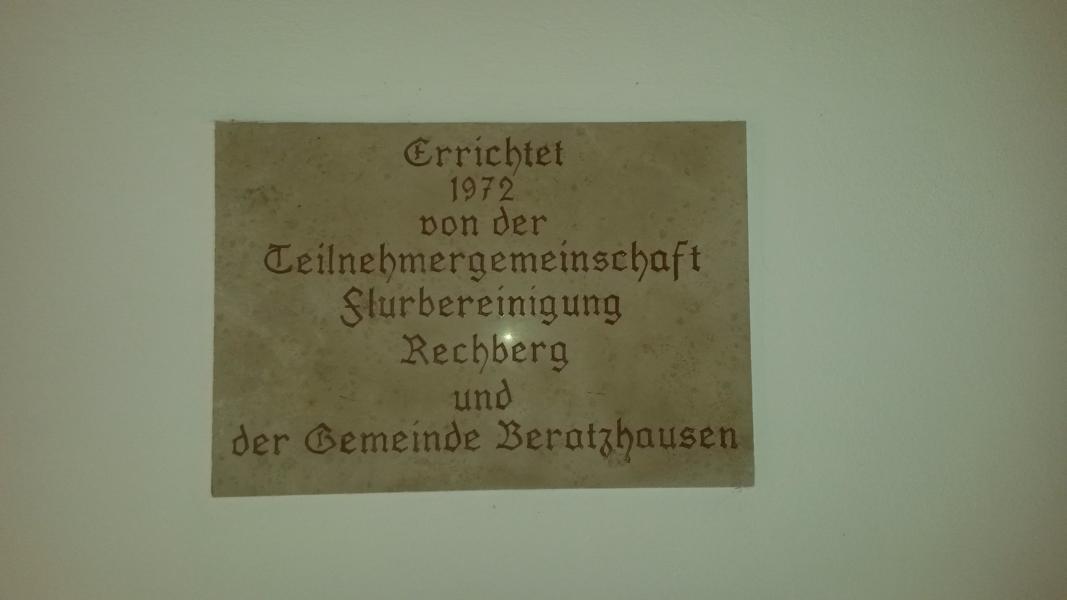 Errichtet
1972
von der
Teilnehmergemeinschaft
Flurbereinigung
Rechberg
und
der Gemeinde Beratzhausen